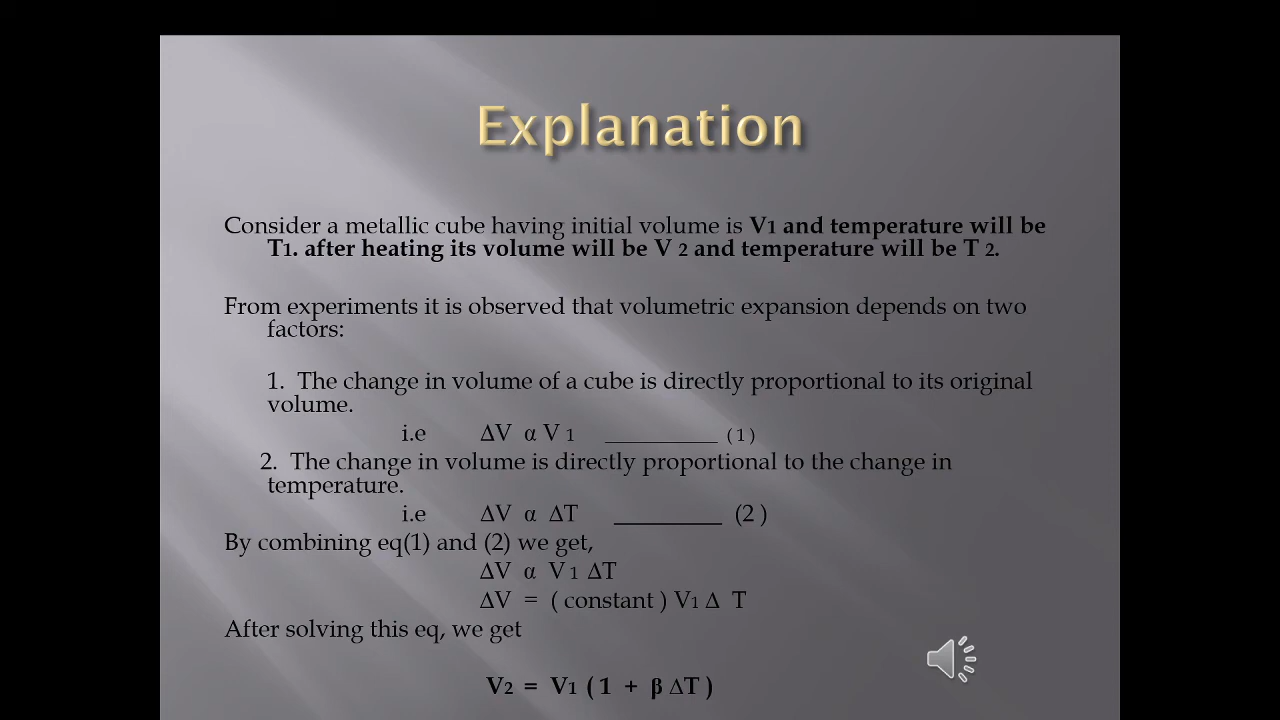 Explanation
Consider a metallic cube having initial volume is V1 and temperature will be
T1. after heating its volume will be V 2 and temperature will be T 2.
From experiments it is observed that volumetric expansion depends on two
factors:
1. The change in volume of a cube is directly proportional to its original
volume.
i.e ΔV α V 1 __________ ( 1 )
2. The change in volume is directly proportional to the change in
temperature.
i.e ΔV α ΔT _________ (2 )
By combining eq(1) and (2) we get,
ΔV α V 1 ΔT
ΔV = ( constant ) V1 Δ T
After solving this eq, we get
V2 = V1 ( 1 + β ΔT )